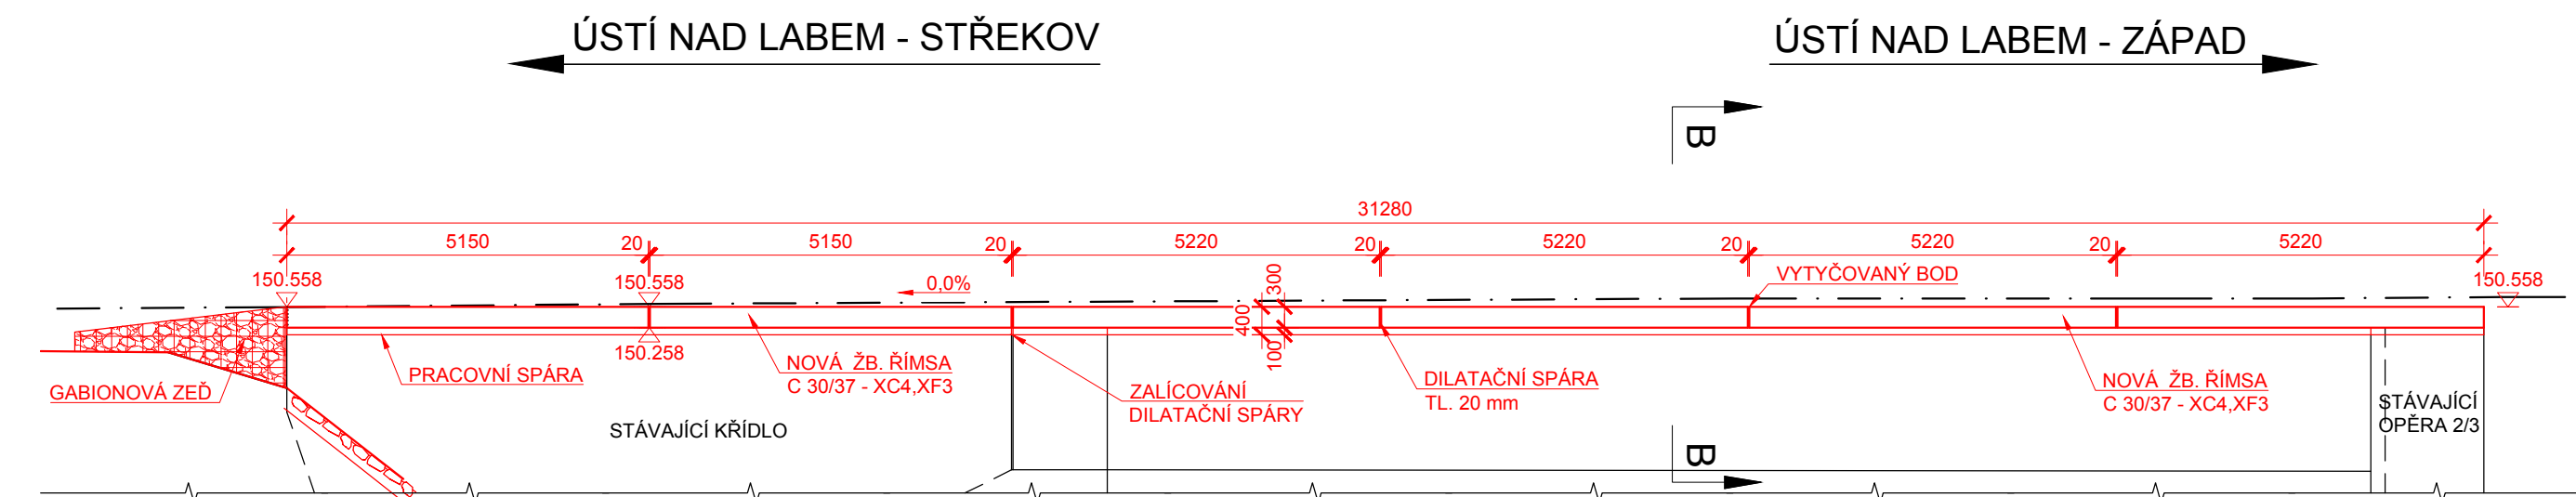 ÚSTÍ NAD LABEM - STŘEKOV
ÚSTÍ NAD LABEM - ZÁPAD
B
31280
5150
20
5150
20
5220
20
5220
20
5220
20
5220
150.558
150.558
0,0%
300
VYTYČOVANÝ BOD
150.558
400
100
150.258
GABIONOVÁ ZEĎ
PRACOVNÍ SPÁRA
NOVÁ ŽB. ŘÍMSA
C 30/37 - XC4,XF3
ZALÍCOVÁNÍ
DILATAČNÍ SPÁRY
DILATAČNÍ SPÁRA
TL. 20 mm
NOVÁ ŽB. ŘÍMSA
C 30/37 - XC4,XF3
STÁVAJÍCÍ
OPĚRA 2/3
STÁVAJÍCÍ KŘÍDLO
B